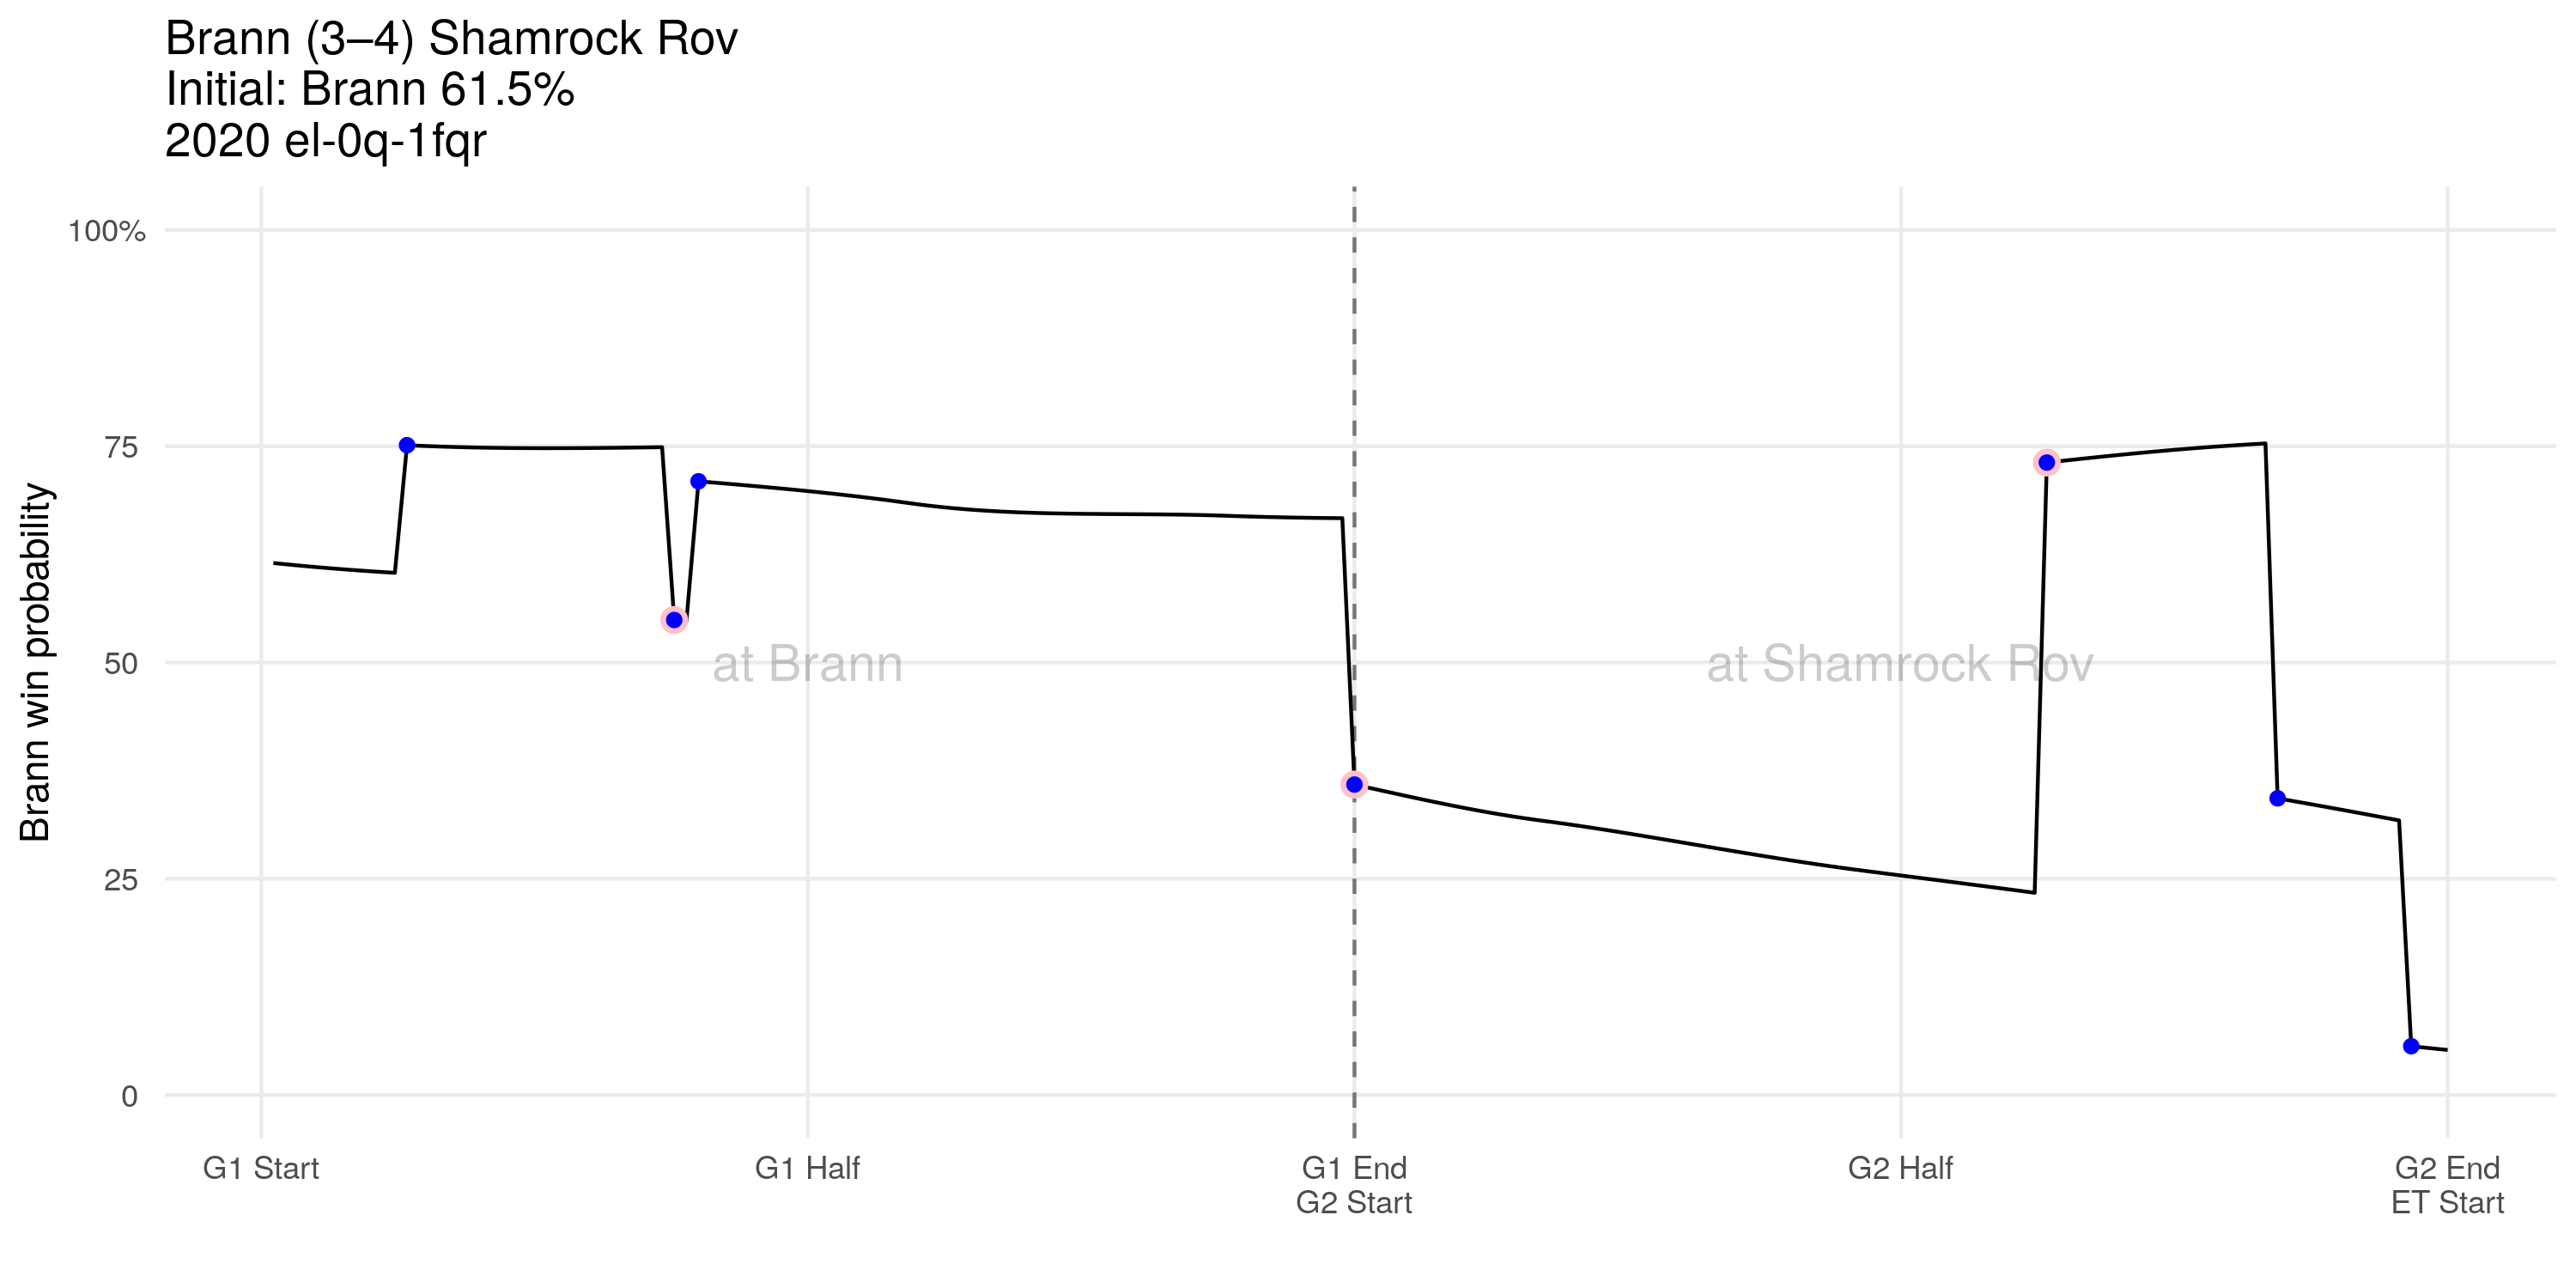 Brann (3–4) Shamrock Rov
Initial: Brann 61.5%
2020 el-0q-1fqr
Brann win probability
100%
75
50
25
0
at Brann
at Shamrock Rov
G1 Start
G1 Half
G1 End
G2 Start
G2 Half
G2 End
ET Start